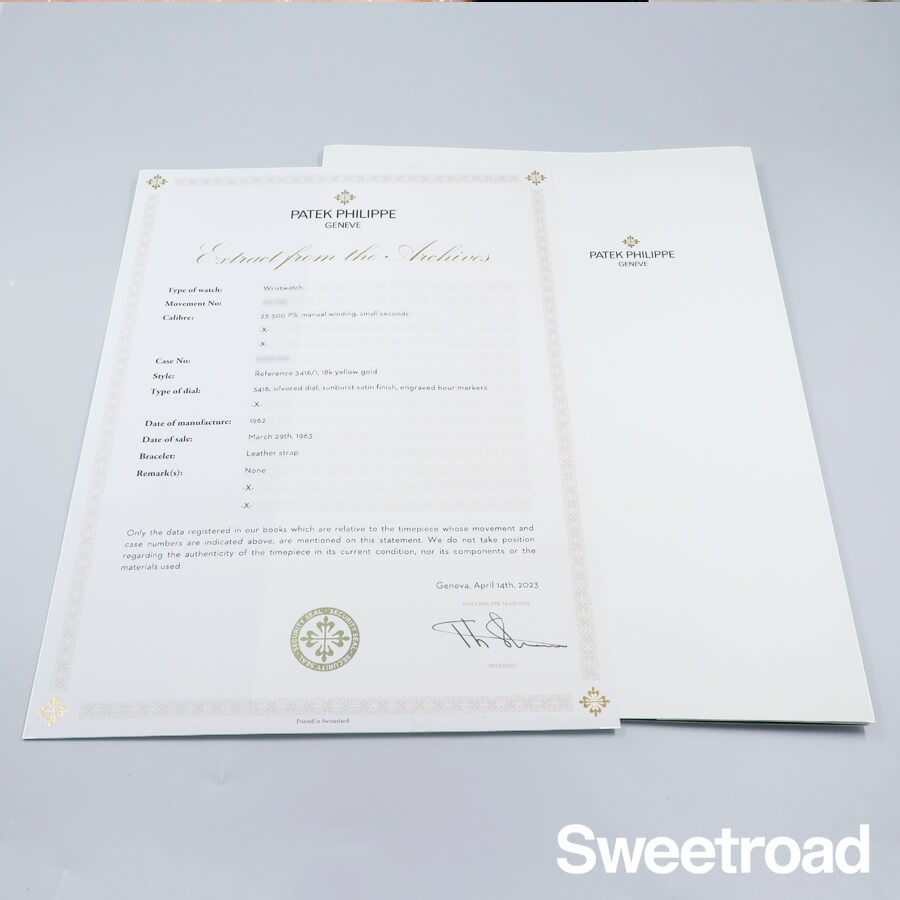 PATEK PHILIPPE
GENEVE
Extract from the Archives
Type of watch: Wristwatch
Movement No:
Calibre: 23-300 PS, manual winding, small seconds
-X-
-X-
Case No:
Style: Reference 3416/1, 18k yellow gold
Type of dial: 3416, silvered dial, sunburst satin finish, engraved hour markers
-X-
Date of manufacture: 1962
Date of sale: March 29th, 1963
Bracelet: Leather strap
Remark(s): None
-X-
-X-
Only the data registered in our books which are relative to the timepiece whose movement and
case numbers are indicated above, are mentioned on this statement. We do not take position
regarding the authenticity of the timepiece in its current condition, nor its components or the
materials used.
Geneva, April 14th, 2023
PATEK PHILIPPE SA GENEVE
PRESIDENT
SECURITY SEAL · SECURITY SEAL · SECURITY SEAL ·
Printed in Switzerland
PATEK PHILIPPE
GENEVE
Sweetroad